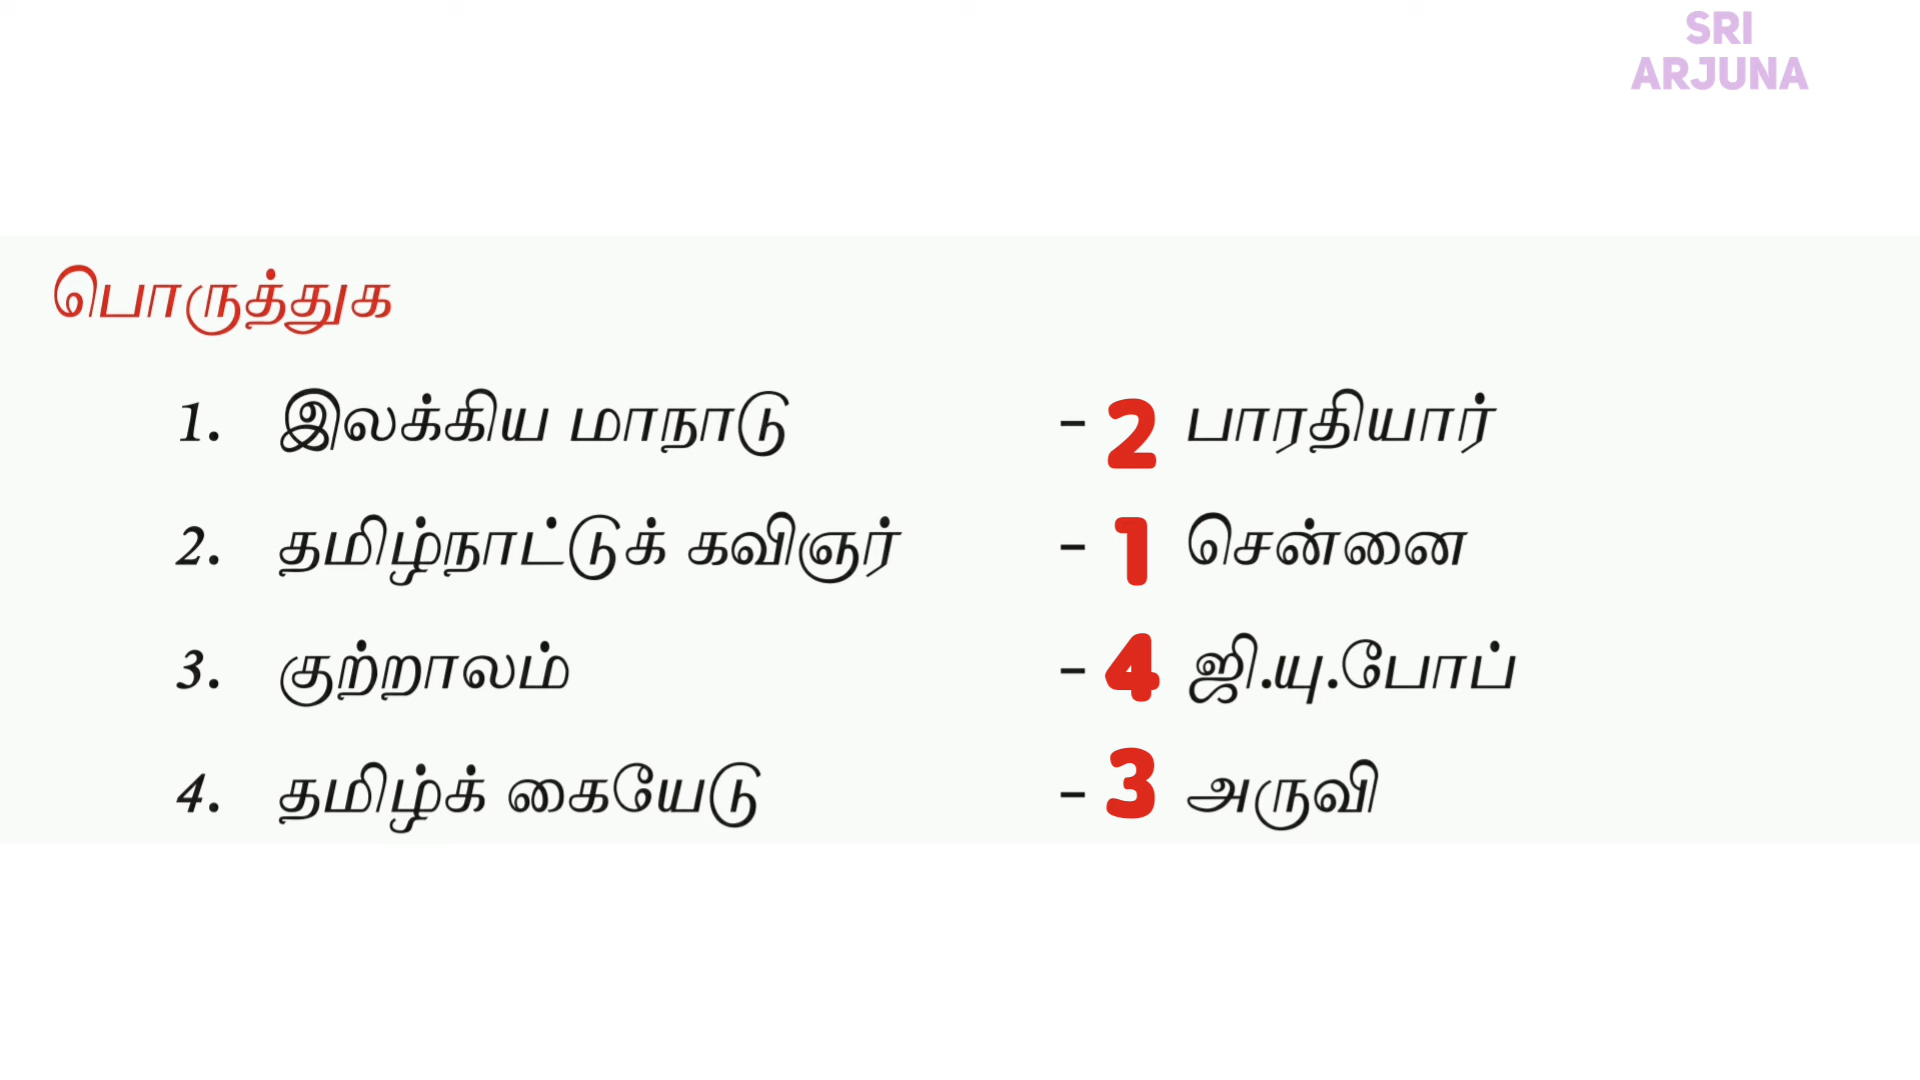 SRI
ARJUNA
பொருத்துக
1. இலக்கிய மாநாடு - 2 பாரதியார்
2. தமிழ்நாட்டுக் கவிஞர் - 1 சென்னை
3. குற்றாலம் - 4 ஜி.யு.போப்
4. தமிழ்க் கையேடு - 3 அருவி